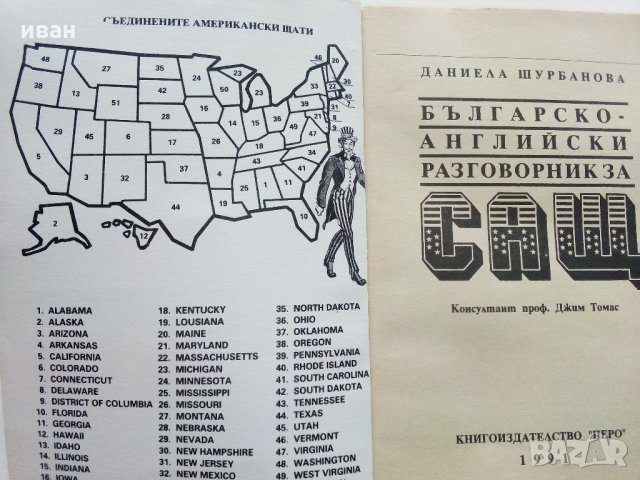 иван
СЪЕДИНЕНИТЕ АМЕРИКАНСКИ ЩАТИ
1. ALABAMA
2. ALASKA
3. ARIZONA
4. ARKANSAS
5. CALIFORNIA
6. COLORADO
7. CONNECTICUT
8. DELAWARE
9. DISTRICT OF COLUMBIA
10. FLORIDA
11. GEORGIA
12. HAWAII
13. IDAHO
14. ILLINOIS
15. INDIANA
16. IOWA
18. KENTUCKY
19. LOUSIANA
20. MAINE
21. MARYLAND
22. MASSACHUSETTS
23. MICHIGAN
24. MINNESOTA
25. MISSISSIPPI
26. MISSOURI
27. MONTANA
28. NEBRASKA
29. NEVADA
30. NEW HAMPSHIRE
31. NEW JERSEY
32. NEW MEXICO
35. NORTH DAKOTA
36. OHIO
37. OKLAHOMA
38. OREGON
39. PENNSYLVANIA
40. RHODE ISLAND
41. SOUTH CAROLINA
42. SOUTH DAKOTA
43. TENNESSEE
44. TEXAS
45. UTAH
46. VERMONT
47. VIRGINIA
48. WASHINGTON
49. WEST VIRGINIA
ДАНИЕЛА ШУРБАНОВА
БЪЛГАРСКО-
АНГЛИЙСКИ
РАЗГОВОРНИК ЗА
САЩ
Консултант проф. Джим Томас
КНИГОИЗДАТЕЛСТВО "ПЕРО"
1991
BAZAR